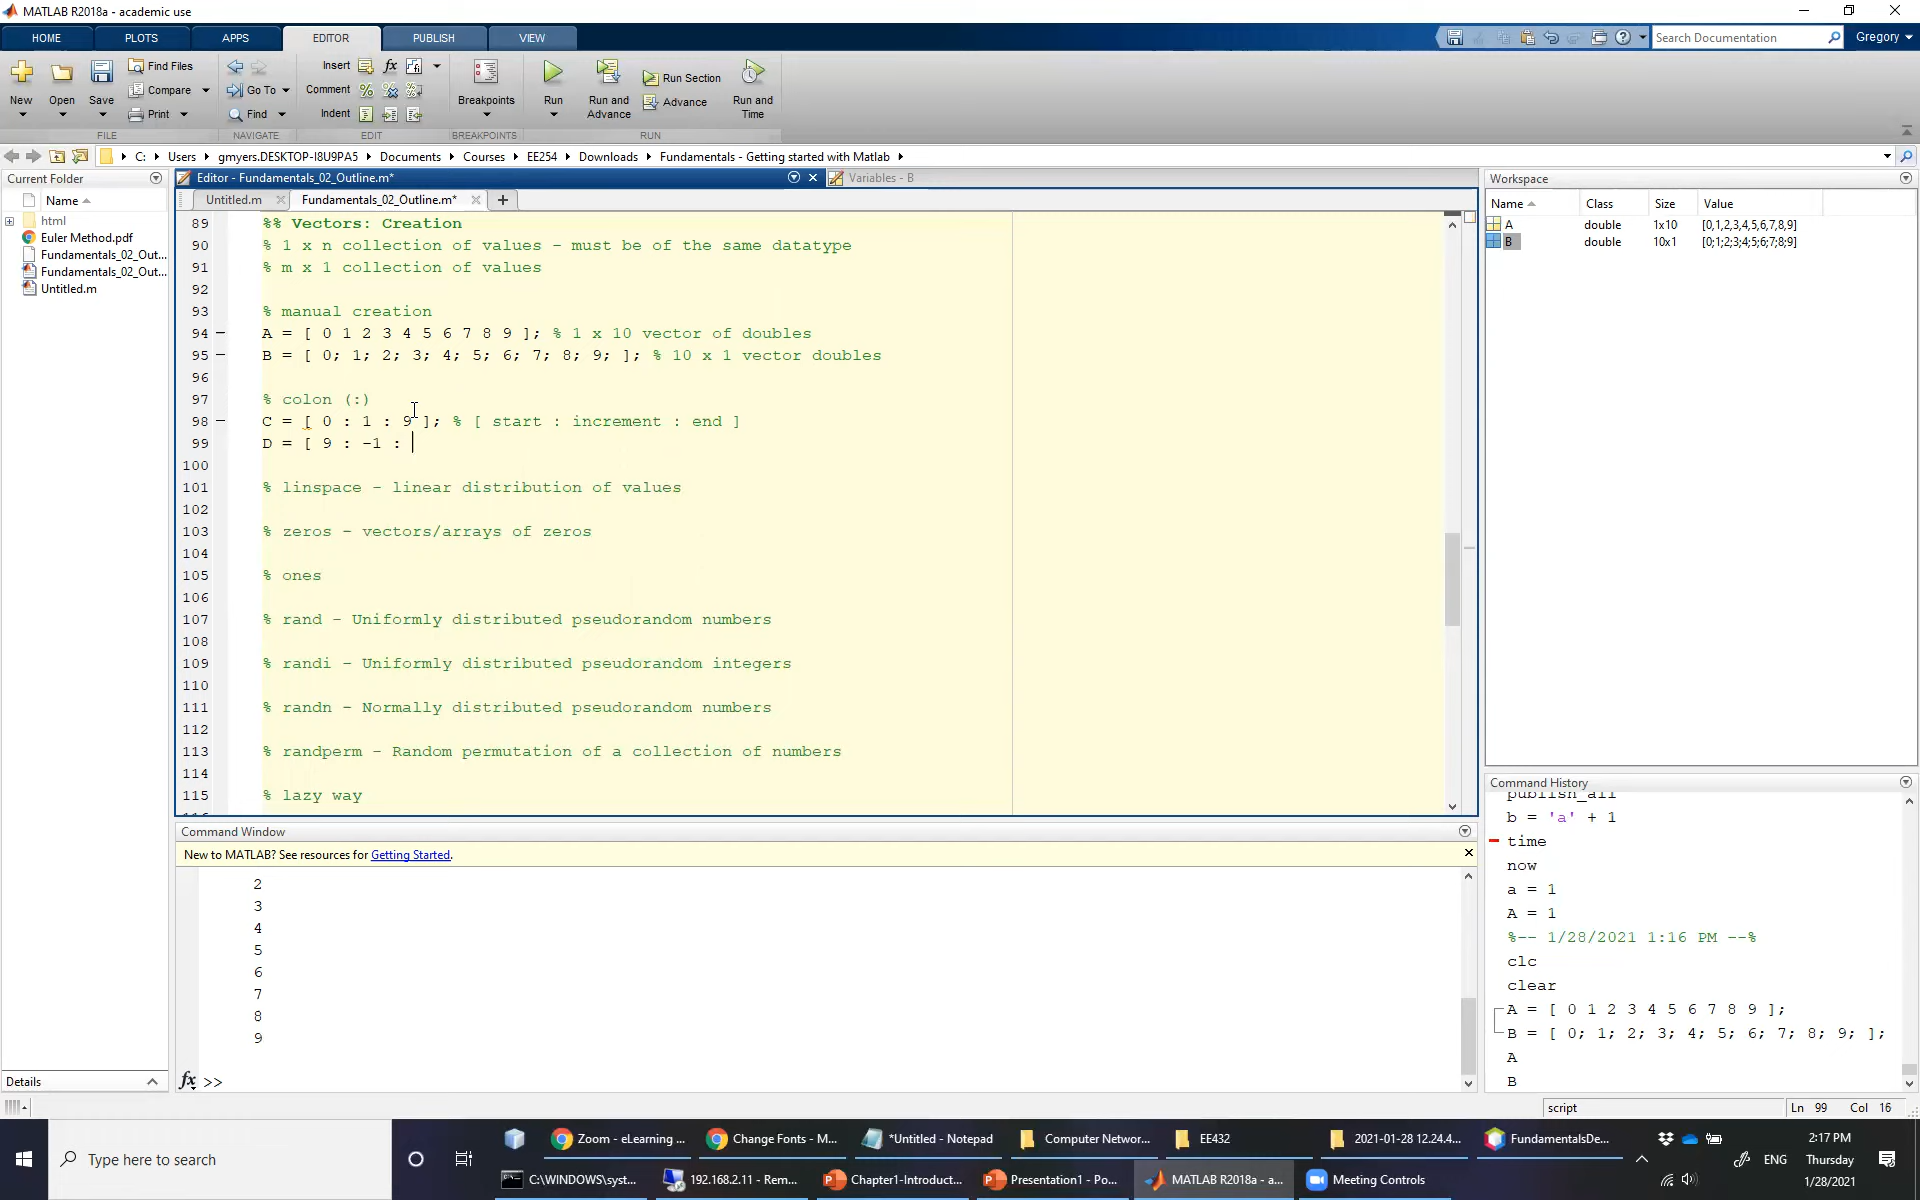 MATLAB R2018a - academic use
HOME PLOTS APPS EDITOR PUBLISH VIEW
Search Documentation
Gregory
New Open Save
Find Files
Compare
Print
Go To
Find
Insert fx
Comment
Indent
Breakpoints
Run
Run and Advance
Run Section
Advance
Run and Time
FILE NAVIGATE EDIT BREAKPOINTS RUN
C: Users gmyers.DESKTOP-I8U9PA5 Documents Courses EE254 Downloads Fundamentals - Getting started with Matlab
Current Folder
Name
html
Euler Method.pdf
Fundamentals_02_Out...
Fundamentals_02_Out...
Untitled.m
Details
Editor - Fundamentals_02_Outline.m*
Variables - B
Untitled.m
Fundamentals_02_Outline.m*
89 %% Vectors: Creation
90 % 1 x n collection of values - must be of the same datatype
91 % m x 1 collection of values
92
93 % manual creation
94 A = [ 0 1 2 3 4 5 6 7 8 9 ]; % 1 x 10 vector of doubles
95 B = [ 0; 1; 2; 3; 4; 5; 6; 7; 8; 9; ]; % 10 x 1 vector doubles
96
97 % colon (:)
98 C = [ 0 : 1 : 9 ]; % [ start : increment : end ]
99 D = [ 9 : -1 :
100
101 % linspace - linear distribution of values
102
103 % zeros - vectors/arrays of zeros
104
105 % ones
106
107 % rand - Uniformly distributed pseudorandom numbers
108
109 % randi - Uniformly distributed pseudorandom integers
110
111 % randn - Normally distributed pseudorandom numbers
112
113 % randperm - Random permutation of a collection of numbers
114
115 % lazy way
Command Window
New to MATLAB? See resources for Getting Started.
2
3
4
5
6
7
8
9
fx >>
Workspace
Name Class Size Value
A double 1x10 [0,1,2,3,4,5,6,7,8,9]
B double 10x1 [0;1;2;3;4;5;6;7;8;9]
Command History
publish_all
b = 'a' + 1
time
now
a = 1
A = 1
%-- 1/28/2021 1:16 PM --%
clc
clear
A = [ 0 1 2 3 4 5 6 7 8 9 ];
B = [ 0; 1; 2; 3; 4; 5; 6; 7; 8; 9; ];
A
B
script
Ln 99 Col 16
Type here to search
Zoom - eLearning ...
Change Fonts - M...
*Untitled - Notepad
Computer Networ...
EE432
2021-01-28 12.24.4...
FundamentalsDe...
C:\WINDOWS\syst...
192.168.2.11 - Rem...
Chapter1-Introduct...
Presentation1 - Po...
MATLAB R2018a - a...
Meeting Controls
ENG
2:17 PM
Thursday
1/28/2021